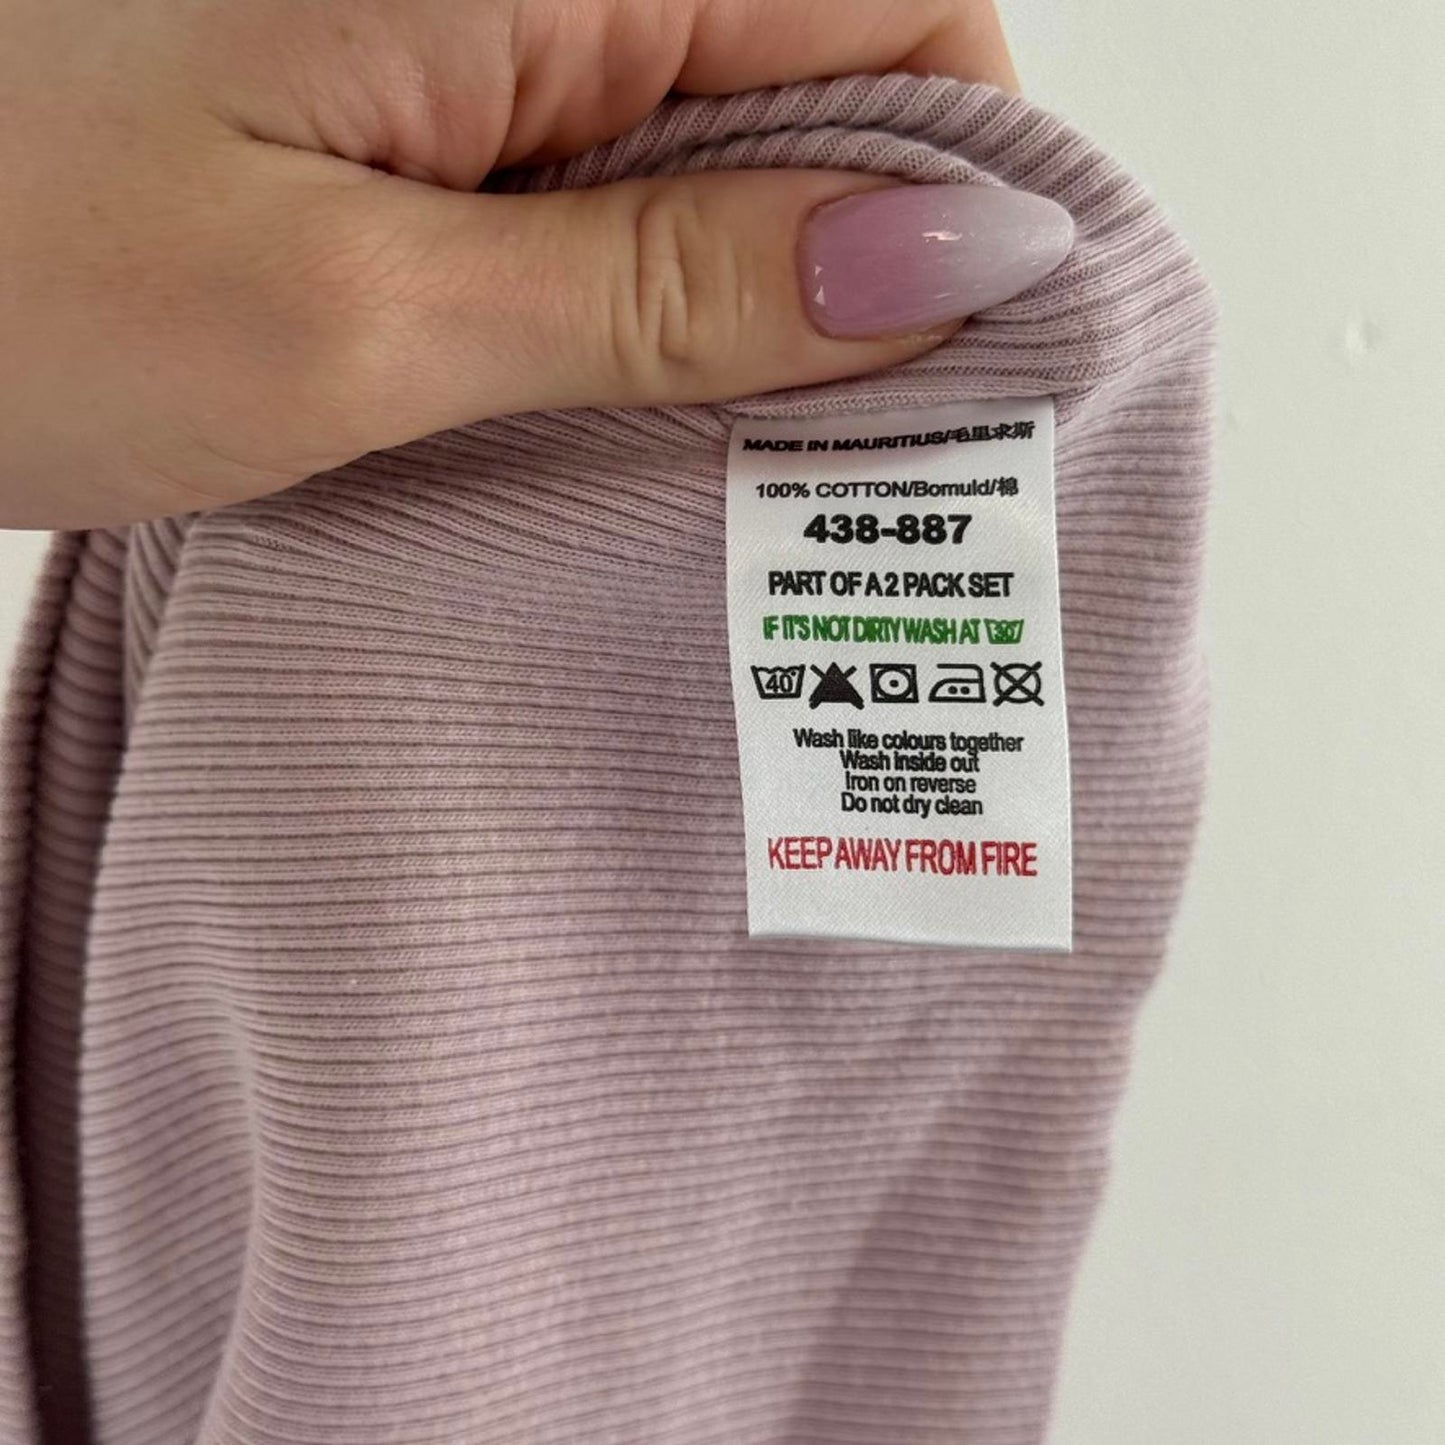 MADE IN MAURITIUS/毛里求斯
100% COTTON/Bomuld/棉
438-887
PART OF A 2 PACK SET
IF IT'S NOT DIRTY WASH AT 30°
40°
Wash like colours together
Wash inside out
Iron on reverse
Do not dry clean
KEEP AWAY FROM FIRE